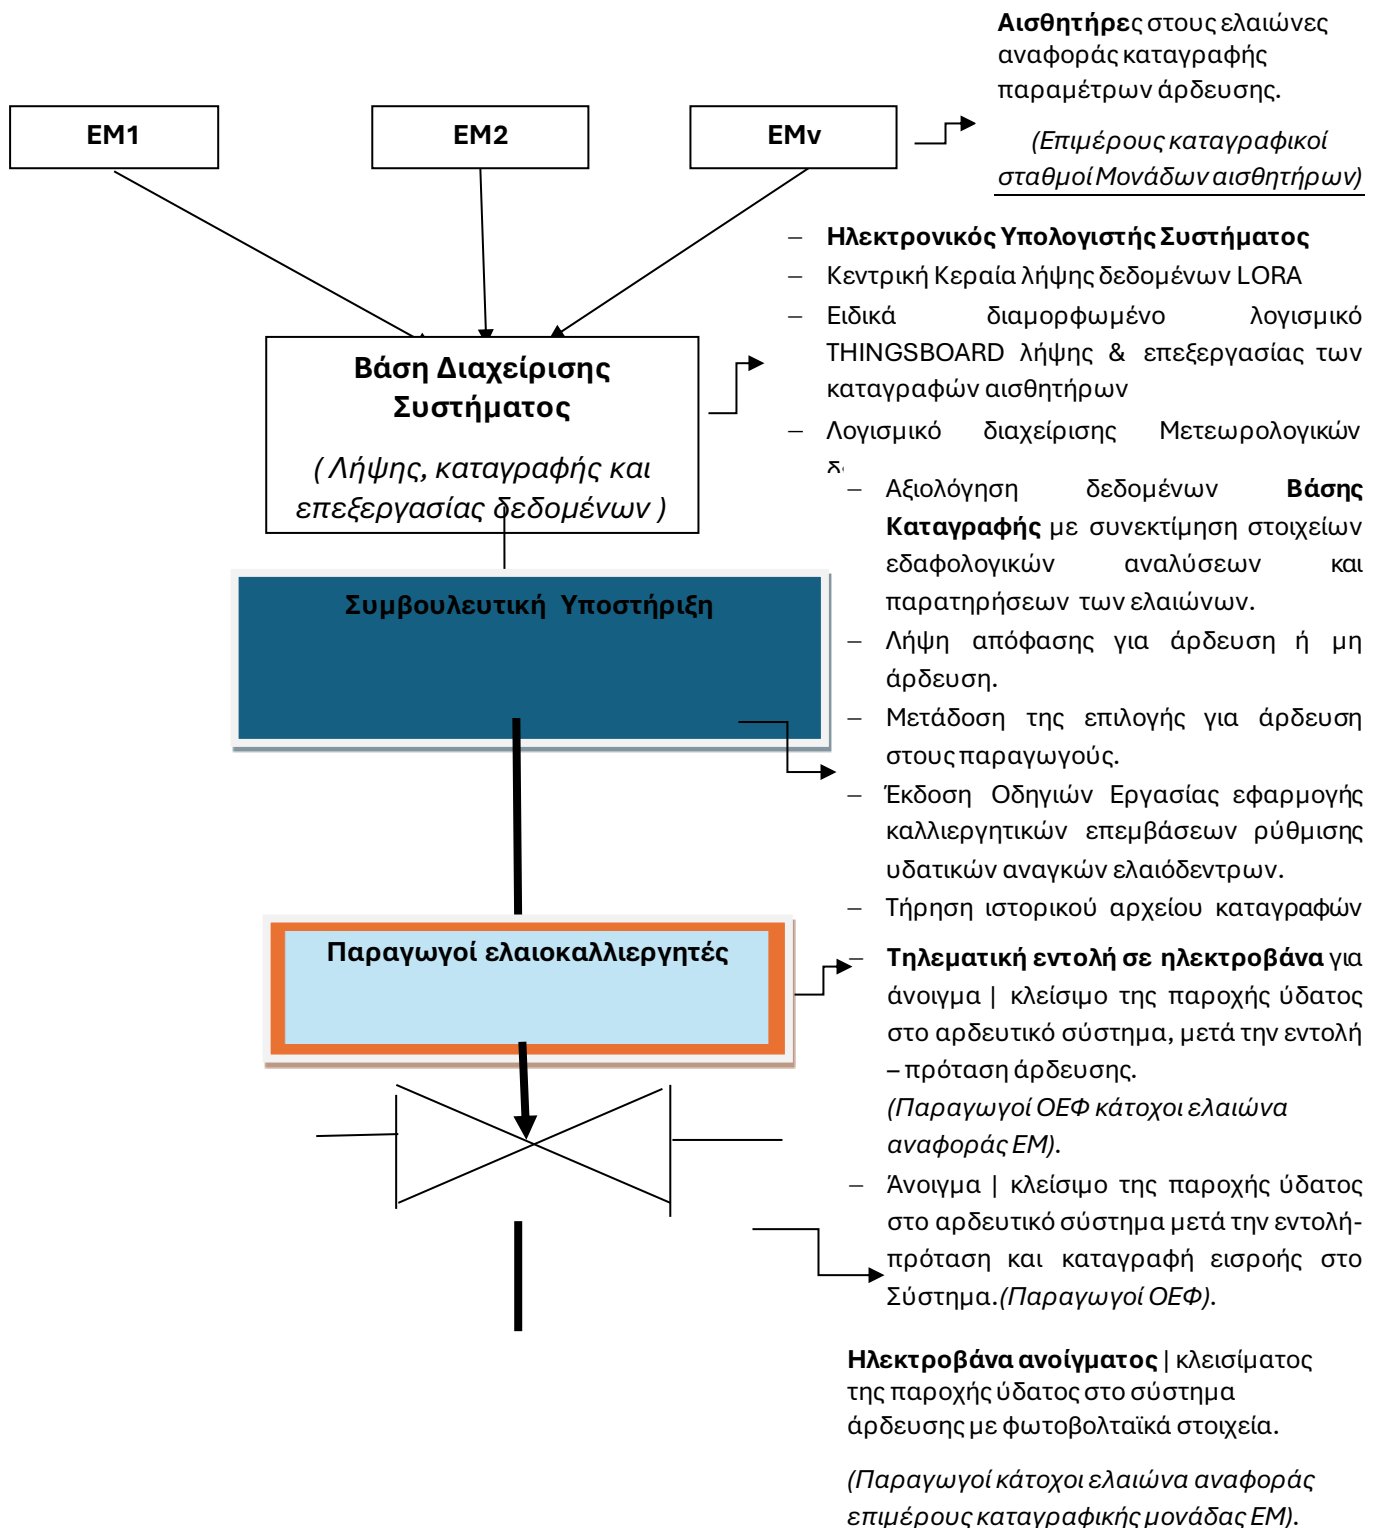 Αισθητήρες στους ελαιώνες
αναφοράς καταγραφής
παραμέτρων άρδευσης.
(Επιμέρους καταγραφικοί
σταθμοί Μονάδων αισθητήρων)
ΕΜ1
ΕΜ2
ΕΜν
– Ηλεκτρονικός Υπολογιστής Συστήματος
– Κεντρική Κεραία λήψης δεδομένων LORA
– Ειδικά διαμορφωμένο λογισμικό
THINGSBOARD λήψης & επεξεργασίας των
καταγραφών αισθητήρων
– Λογισμικό διαχείρισης Μετεωρολογικών
Βάση Διαχείρισης
Συστήματος
( Λήψης, καταγραφής και
επεξεργασίας δεδομένων )
– Αξιολόγηση δεδομένων Βάσης
Καταγραφής με συνεκτίμηση στοιχείων
εδαφολογικών αναλύσεων και
παρατηρήσεων των ελαιώνων.
– Λήψη απόφασης για άρδευση ή μη
άρδευση.
– Μετάδοση της επιλογής για άρδευση
στους παραγωγούς.
– Έκδοση Οδηγιών Εργασίας εφαρμογής
καλλιεργητικών επεμβάσεων ρύθμισης
υδατικών αναγκών ελαιόδεντρων.
– Τήρηση ιστορικού αρχείου καταγραφών
Συμβουλευτική Υποστήριξη
Παραγωγοί ελαιοκαλλιεργητές
– Τηλεματική εντολή σε ηλεκτροβάνα για
άνοιγμα | κλείσιμο της παροχής ύδατος
στο αρδευτικό σύστημα, μετά την εντολή
– πρόταση άρδευσης.
(Παραγωγοί ΟΕΦ κάτοχοι ελαιώνα
αναφοράς ΕΜ).
– Άνοιγμα | κλείσιμο της παροχής ύδατος
στο αρδευτικό σύστημα μετά την εντολή-
πρόταση και καταγραφή εισροής στο
Σύστημα.(Παραγωγοί ΟΕΦ).
Ηλεκτροβάνα ανοίγματος | κλεισίματος
της παροχής ύδατος στο σύστημα
άρδευσης με φωτοβολταϊκά στοιχεία.
(Παραγωγοί κάτοχοι ελαιώνα αναφοράς
επιμέρους καταγραφικής μονάδας ΕΜ).